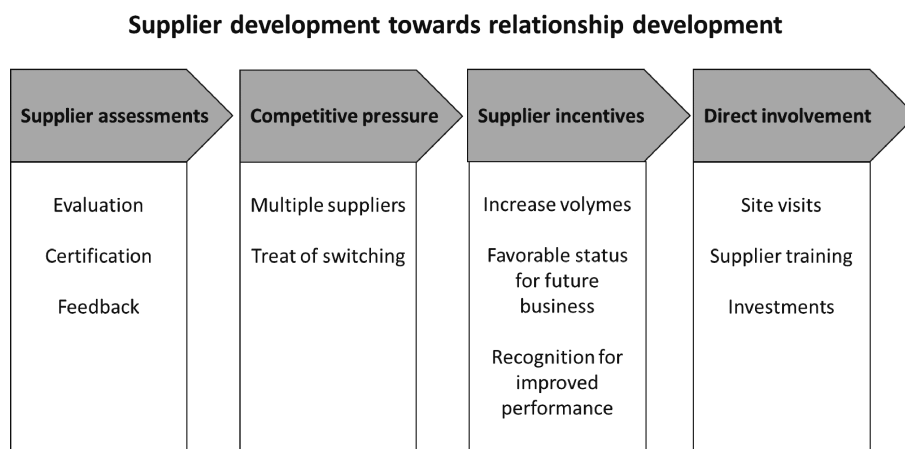 Supplier development towards relationship development
Supplier assessments
Evaluation
Certification
Feedback
Competitive pressure
Multiple suppliers
Treat of switching
Supplier incentives
Increase volymes
Favorable status
for future
business
Recognition for
improved
performance
Direct involvement
Site visits
Supplier training
Investments